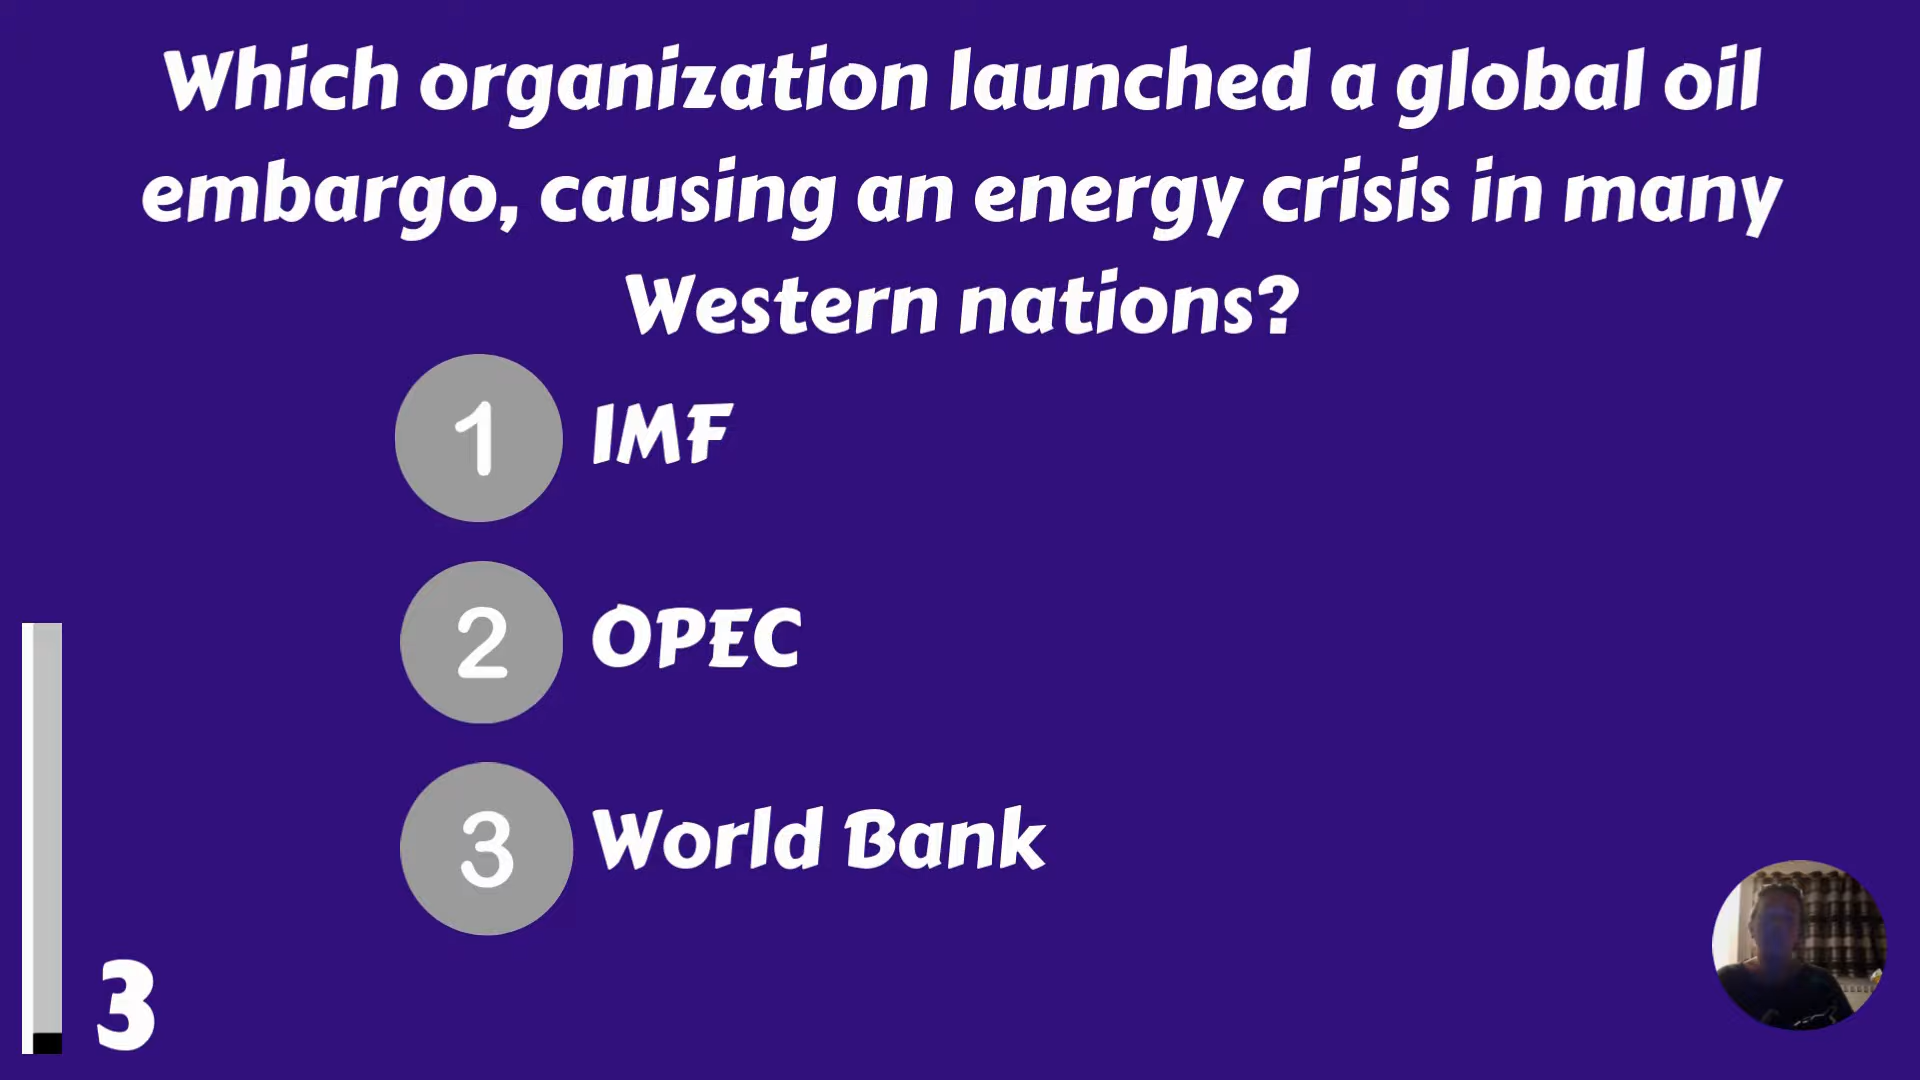 Which organization launched a global oil
embargo, causing an energy crisis in many
Western nations?
1 IMF
2 OPEC
3 World Bank
3